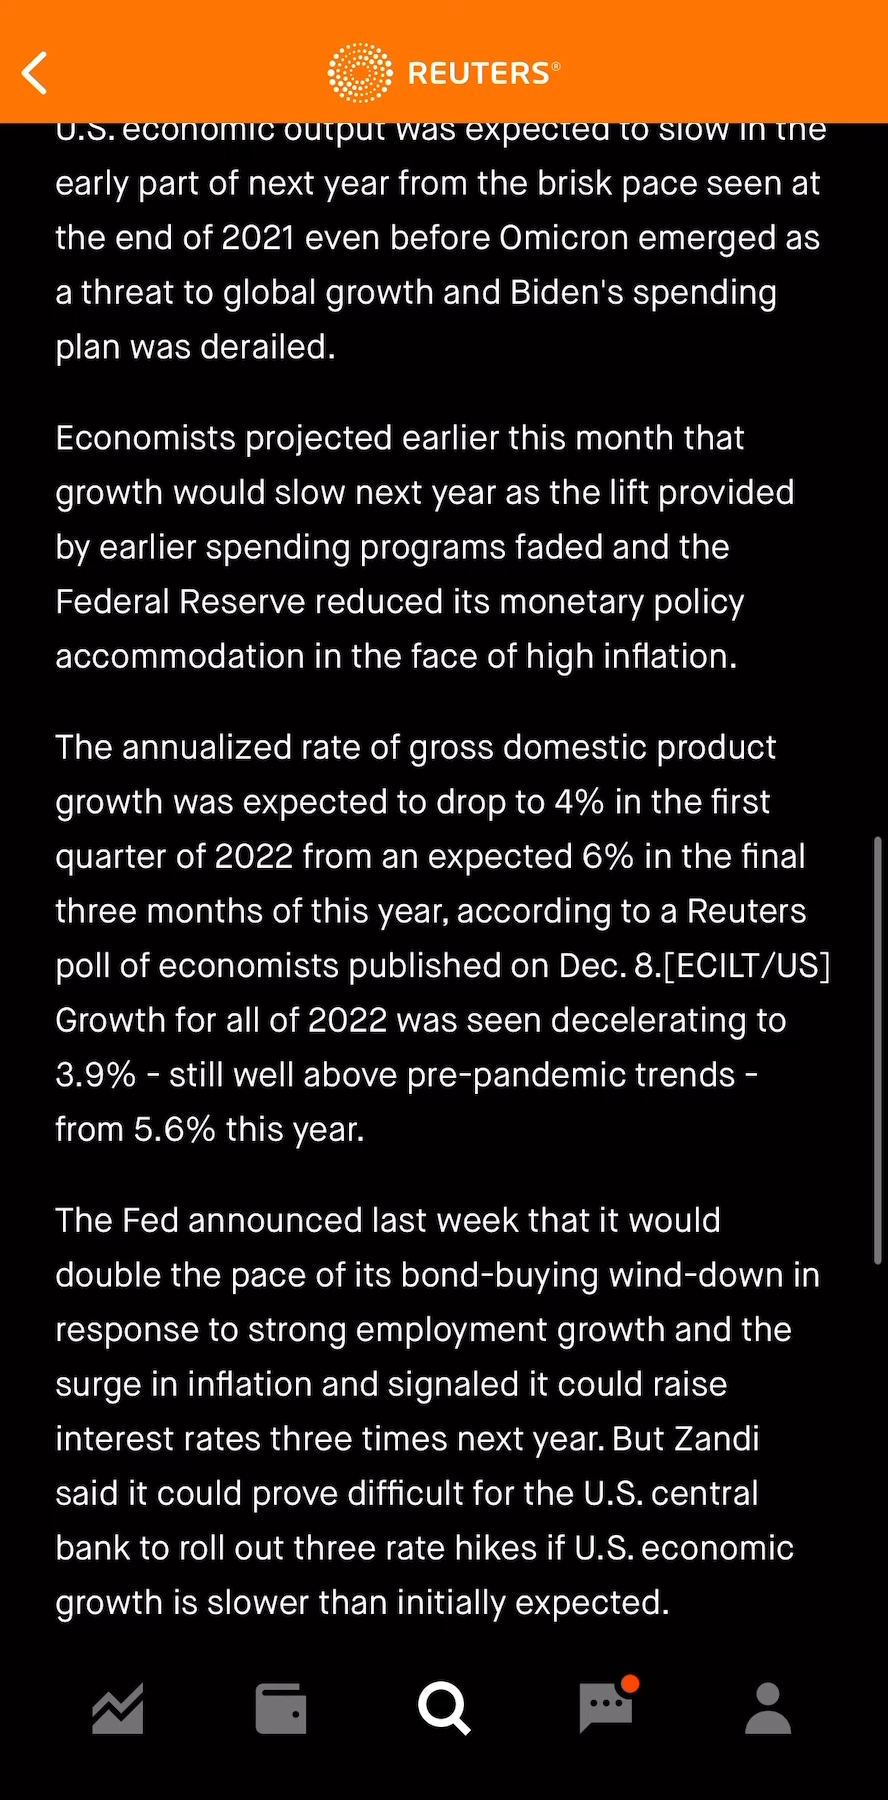 REUTERS®
U.S. economic output was expected to slow in the
early part of next year from the brisk pace seen at
the end of 2021 even before Omicron emerged as
a threat to global growth and Biden's spending
plan was derailed.
Economists projected earlier this month that
growth would slow next year as the lift provided
by earlier spending programs faded and the
Federal Reserve reduced its monetary policy
accommodation in the face of high inflation.
The annualized rate of gross domestic product
growth was expected to drop to 4% in the first
quarter of 2022 from an expected 6% in the final
three months of this year, according to a Reuters
poll of economists published on Dec. 8.[ECILT/US]
Growth for all of 2022 was seen decelerating to
3.9% - still well above pre-pandemic trends -
from 5.6% this year.
The Fed announced last week that it would
double the pace of its bond-buying wind-down in
response to strong employment growth and the
surge in inflation and signaled it could raise
interest rates three times next year. But Zandi
said it could prove difficult for the U.S. central
bank to roll out three rate hikes if U.S. economic
growth is slower than initially expected.